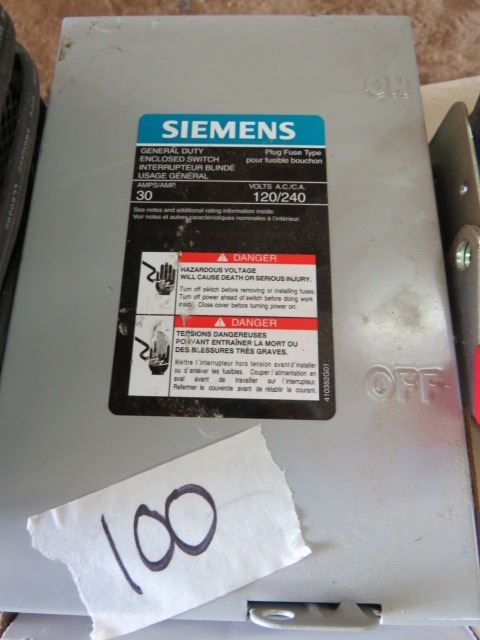 ON
SIEMENS
GENERAL DUTY Plug Fuse Type
ENCLOSED SWITCH pour fusible bouchon
INTERRUPTEUR BLINDÉ
USAGE GÉNÉRAL
AMPS/AMP. VOLTS A.C./C.A.
30 120/240
See notes and additional rating information inside.
Voir notes et autres caractéristiques nominales à l'intérieur.
DANGER
HAZARDOUS VOLTAGE
WILL CAUSE DEATH OR SERIOUS INJURY.
Turn off switch before removing or installing fuses.
Turn off power ahead of switch before doing work
inside. Close cover before turning power on.
DANGER
TENSIONS DANGEREUSES
POUVANT ENTRAÎNER LA MORT OU
DES BLESSURES TRÈS GRAVES.
Mettre l'interrupteur hors tension avant d'installer
ou d'enlever les fusibles. Couper l'alimentation en
aval avant de travailler sur l'interrupteur.
Refermer le couvercle avant de rétablir le courant.
410382G01
OFF
100